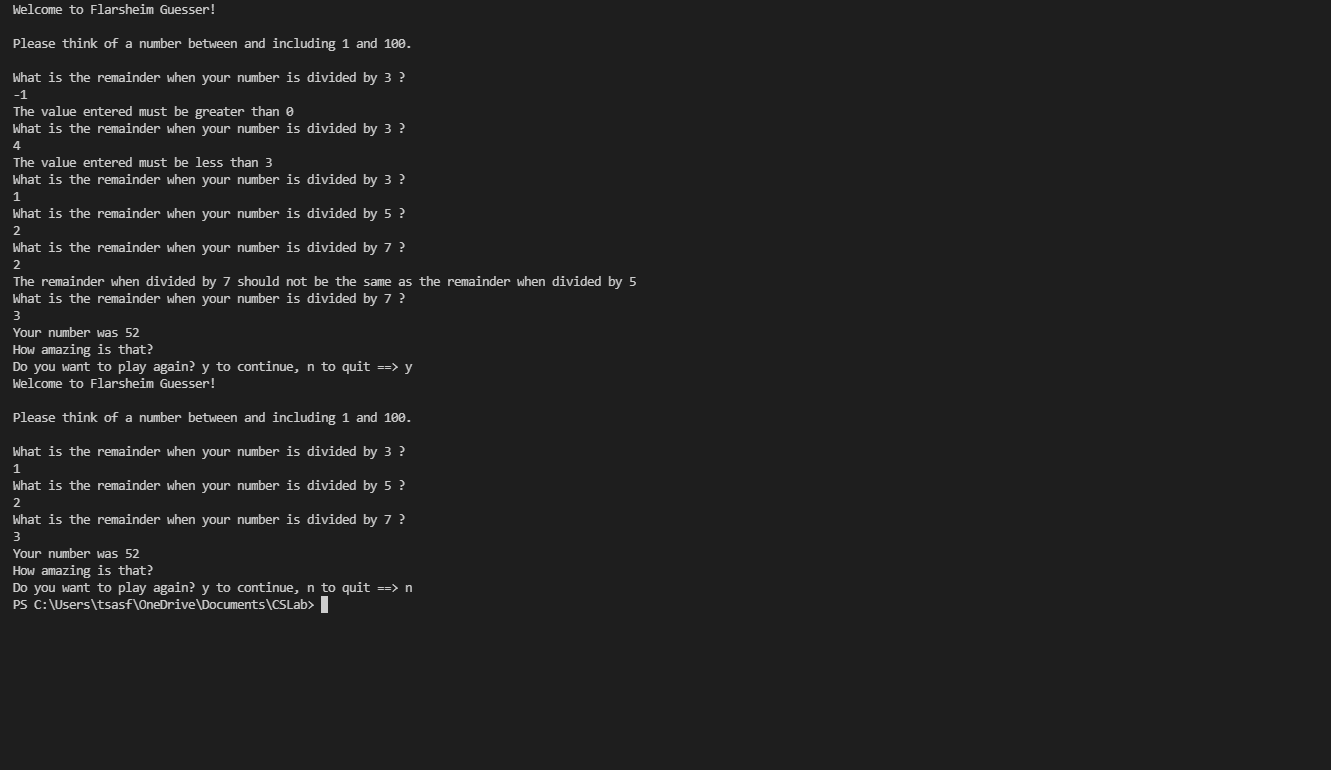 Welcome to Flarsheim Guesser!
Please think of a number between and including 1 and 100.
What is the remainder when your number is divided by 3 ?
-1
The value entered must be greater than 0
What is the remainder when your number is divided by 3 ?
4
The value entered must be less than 3
What is the remainder when your number is divided by 3 ?
1
What is the remainder when your number is divided by 5 ?
2
What is the remainder when your number is divided by 7 ?
2
The remainder when divided by 7 should not be the same as the remainder when divided by 5
What is the remainder when your number is divided by 7 ?
3
Your number was 52
How amazing is that?
Do you want to play again? y to continue, n to quit ==> y
Welcome to Flarsheim Guesser!
Please think of a number between and including 1 and 100.
What is the remainder when your number is divided by 3 ?
1
What is the remainder when your number is divided by 5 ?
2
What is the remainder when your number is divided by 7 ?
3
Your number was 52
How amazing is that?
Do you want to play again? y to continue, n to quit ==> n
PS C:\Users\tsasf\OneDrive\Documents\CSLab>